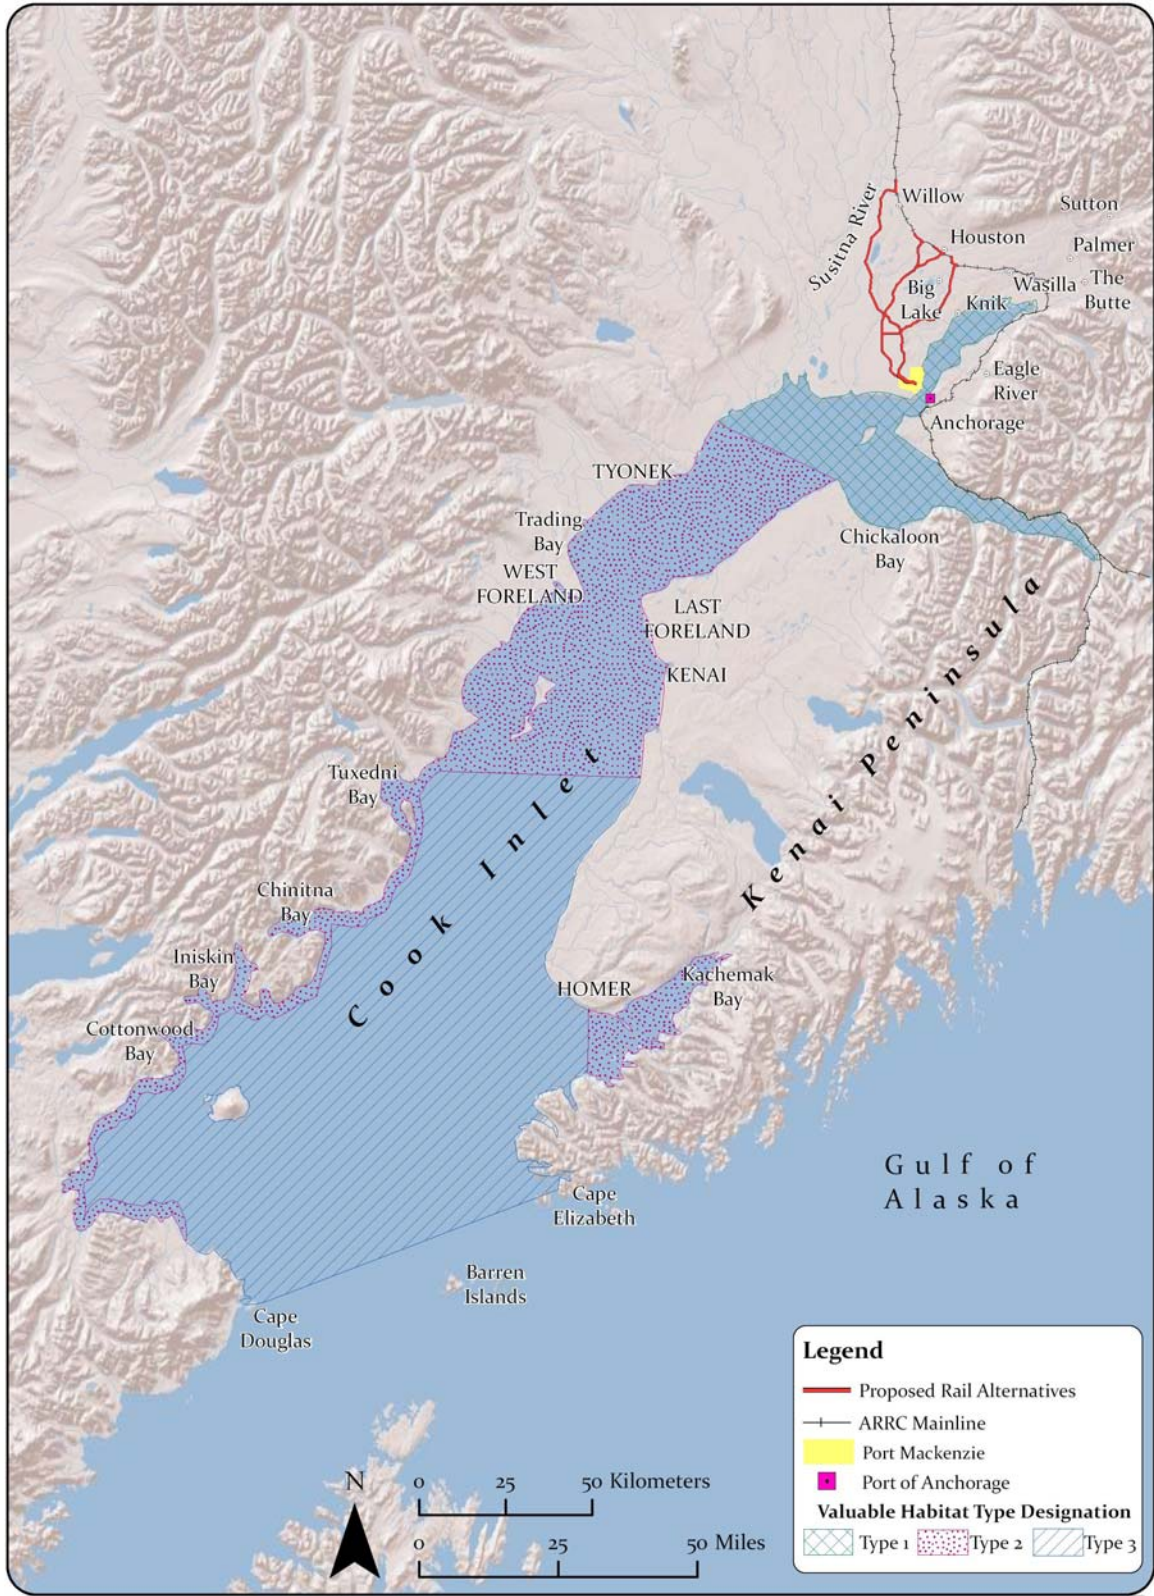 Willow
Sutton
Susitna River
Houston
Palmer
Big
Lake
Wasilla
The
Butte
Knik
Eagle
River
Anchorage
TYONEK
Trading
Bay
Chickaloon
Bay
WEST
FORELAND
LAST
FORELAND
KENAI
Kenai Peninsula
Cook Inlet
Tuxedni
Bay
Chinitna
Bay
Iniskin
Bay
HOMER
Kachemak
Bay
Cottonwood
Bay
Gulf of
Alaska
Cape
Elizabeth
Barren
Islands
Cape
Douglas
Legend
Proposed Rail Alternatives
ARRC Mainline
Port Mackenzie
Port of Anchorage
Valuable Habitat Type Designation
Type 1 Type 2 Type 3
N
0 25 50 Kilometers
0 25 50 Miles